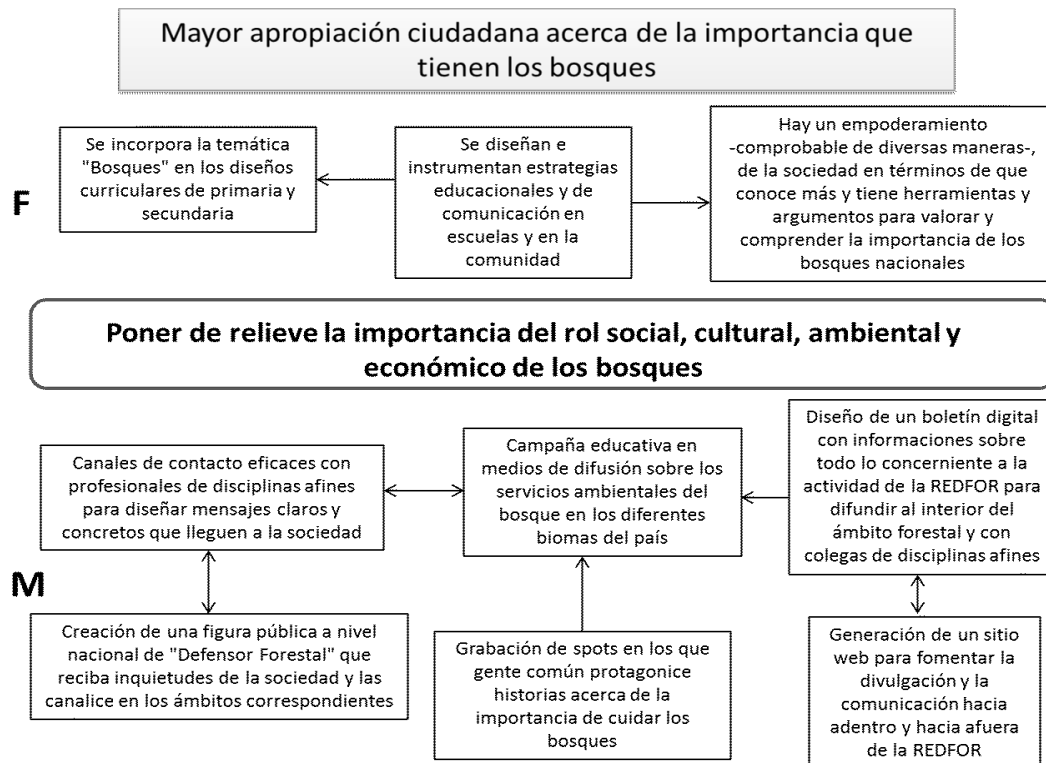 Mayor apropiación ciudadana acerca de la importancia que
tienen los bosques
F
Se incorpora la temática
"Bosques" en los diseños
curriculares de primaria y
secundaria
Se diseñan e
instrumentan estrategias
educacionales y de
comunicación en
escuelas y en la
comunidad
Hay un empoderamiento
-comprobable de diversas maneras-,
de la sociedad en términos de que
conoce más y tiene herramientas y
argumentos para valorar y
comprender la importancia de los
bosques nacionales
Poner de relieve la importancia del rol social, cultural, ambiental y
económico de los bosques
M
Canales de contacto eficaces con
profesionales de disciplinas afines
para diseñar mensajes claros y
concretos que lleguen a la sociedad
Campaña educativa en
medios de difusión sobre los
servicios ambientales del
bosque en los diferentes
biomas del país
Diseño de un boletín digital
con informaciones sobre
todo lo concerniente a la
actividad de la REDFOR para
difundir al interior del
ámbito forestal y con
colegas de disciplinas afines
Creación de una figura pública a nivel
nacional de "Defensor Forestal" que
reciba inquietudes de la sociedad y las
canalice en los ámbitos correspondientes
Grabación de spots en los que
gente común protagonice
historias acerca de la
importancia de cuidar los
bosques
Generación de un sitio
web para fomentar la
divulgación y la
comunicación hacia
adentro y hacia afuera
de la REDFOR